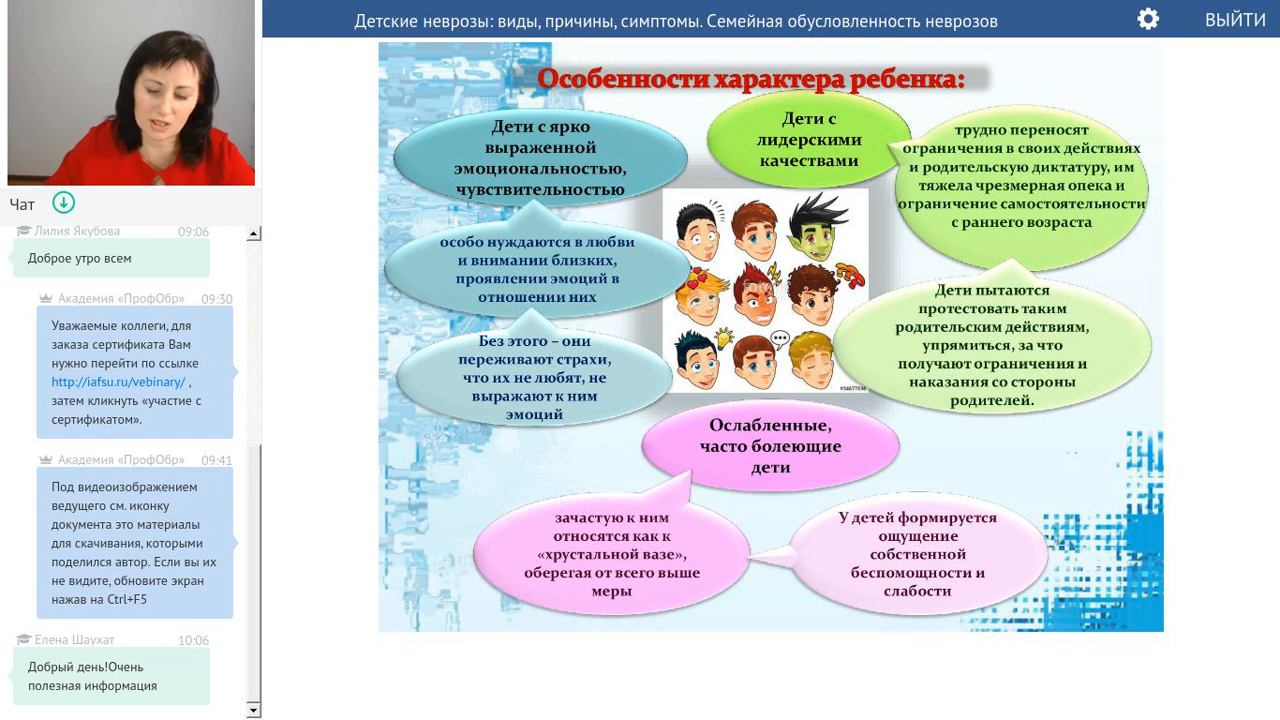 Детские неврозы: виды, причины, симптомы. Семейная обусловленность неврозов
ВЫЙТИ
Чат
Лилия Якубова 09:06
Доброе утро всем
Академия «ПрофОбр» 09:30
Уважаемые коллеги, для
заказа сертификата Вам
нужно перейти по ссылке
http://iafsu.ru/vebinary/ ,
затем кликнуть «участие с
сертификатом».
Академия «ПрофОбр» 09:41
Под видеоизображением
ведущего см. иконку
документа это материалы
для скачивания, которыми
поделился автор. Если вы их
не видите, обновите экран
нажав на Ctrl+F5
Елена Шаухат 10:06
Добрый день!Очень
полезная информация
Особенности характера ребенка:
Дети с ярко
выраженной
эмоциональностью,
чувствительностью
особо нуждаются в любви
и внимании близких,
проявлении эмоций в
отношении них
Без этого – они
переживают страхи,
что их не любят, не
выражают к ним
эмоций
Дети с
лидерскими
качествами
трудно переносят
ограничения в своих действиях
и родительскую диктатуру, им
тяжела чрезмерная опека и
ограничение самостоятельности
с раннего возраста
Дети пытаются
протестовать таким
родительским действиям,
упрямиться, за что
получают ограничения и
наказания со стороны
родителей.
Ослабленные,
часто болеющие
дети
зачастую к ним
относятся как к
«хрустальной вазе»,
оберегая от всего выше
меры
У детей формируется
ощущение
собственной
беспомощности и
слабости